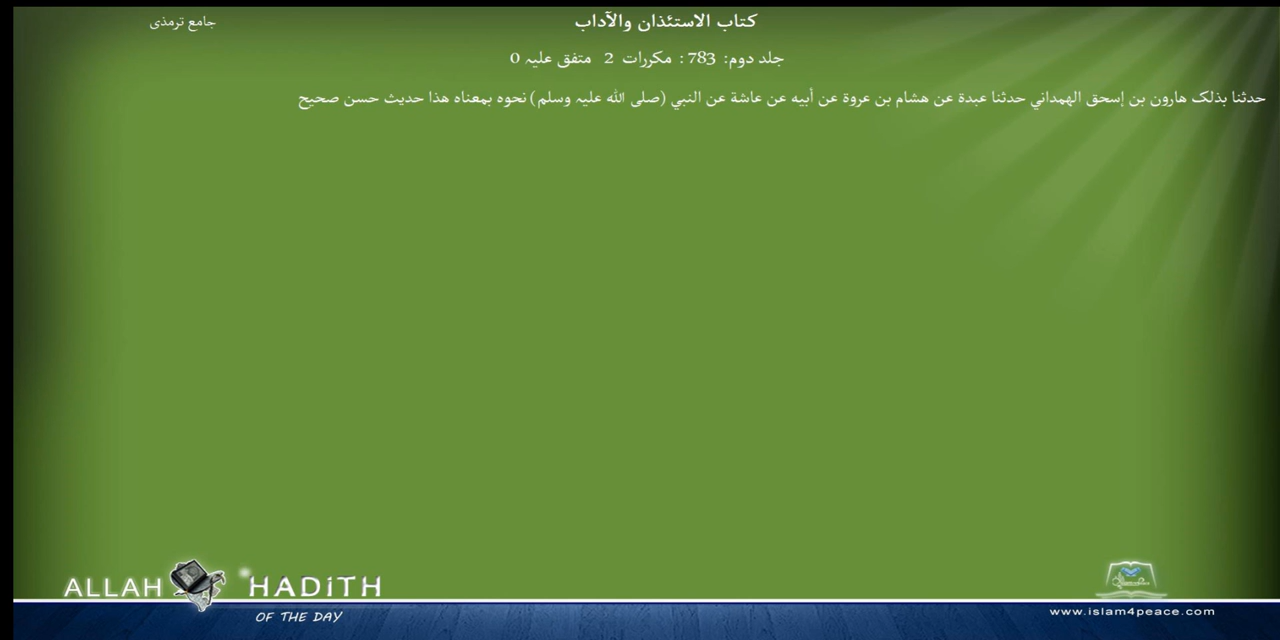 کتاب الاستئذان والآداب
جامع ترمذی
جلد دوم: 783 : مکررات 2 متفق علیہ 0
حدثنا بذلک هارون بن إسحق الهمداني حدثنا عبدة عن هشام بن عروة عن أبيه عن عاشة عن النبي (صلی الله علیہ وسلم) نحوه بمعناه هذا حديث حسن صحيح
ALLAH HADITH
OF THE DAY
www.islam4peace.com